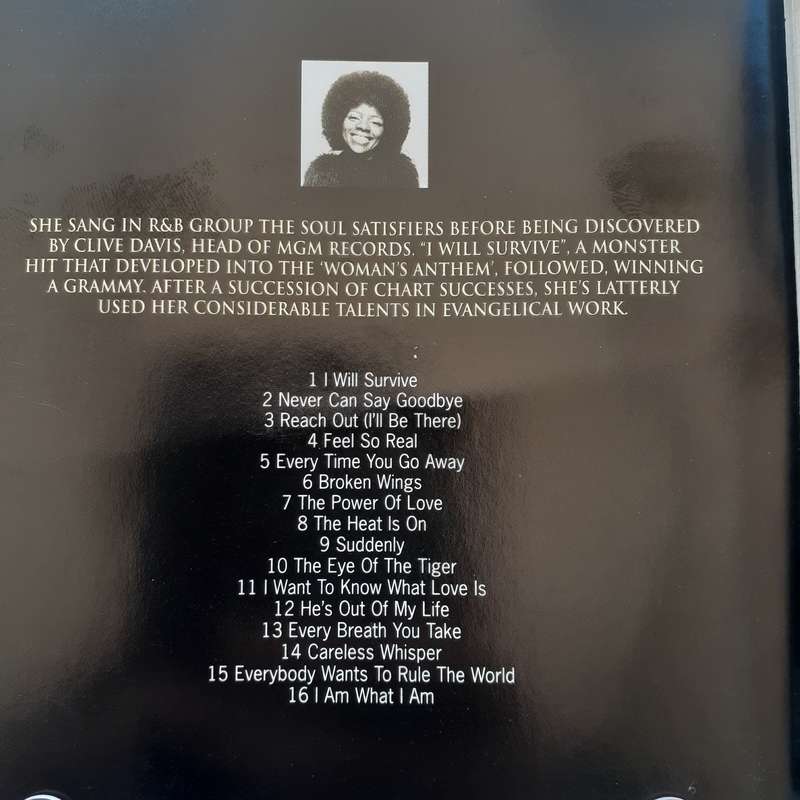 SHE SANG IN R&B GROUP THE SOUL SATISFIERS BEFORE BEING DISCOVERED
BY CLIVE DAVIS, HEAD OF MGM RECORDS. “I WILL SURVIVE”, A MONSTER
HIT THAT DEVELOPED INTO THE ‘WOMAN’S ANTHEM’, FOLLOWED, WINNING
A GRAMMY. AFTER A SUCCESSION OF CHART SUCCESSES, SHE’S LATTERLY
USED HER CONSIDERABLE TALENTS IN EVANGELICAL WORK.
1 I Will Survive
2 Never Can Say Goodbye
3 Reach Out (I’ll Be There)
4 Feel So Real
5 Every Time You Go Away
6 Broken Wings
7 The Power Of Love
8 The Heat Is On
9 Suddenly
10 The Eye Of The Tiger
11 I Want To Know What Love Is
12 He’s Out Of My Life
13 Every Breath You Take
14 Careless Whisper
15 Everybody Wants To Rule The World
16 I Am What I Am